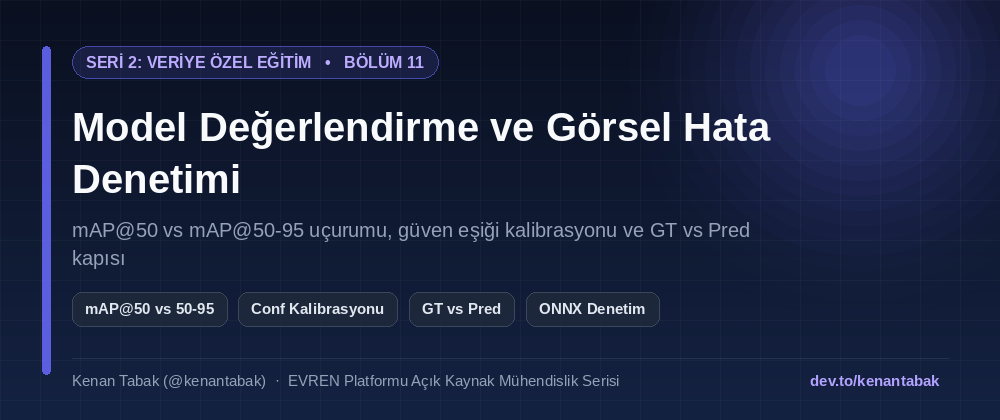 SERİ 2: VERİYE ÖZEL EĞİTİM • BÖLÜM 11
Model Değerlendirme ve Görsel Hata
Denetimi
mAP@50 vs mAP@50-95 uçurumu, güven eşiği kalibrasyonu ve GT vs Pred
kapısı
mAP@50 vs 50-95 Conf Kalibrasyonu GT vs Pred ONNX Denetim
Kenan Tabak (@kenantabak) · EVREN Platformu Açık Kaynak Mühendislik Serisi dev.to/kenantabak